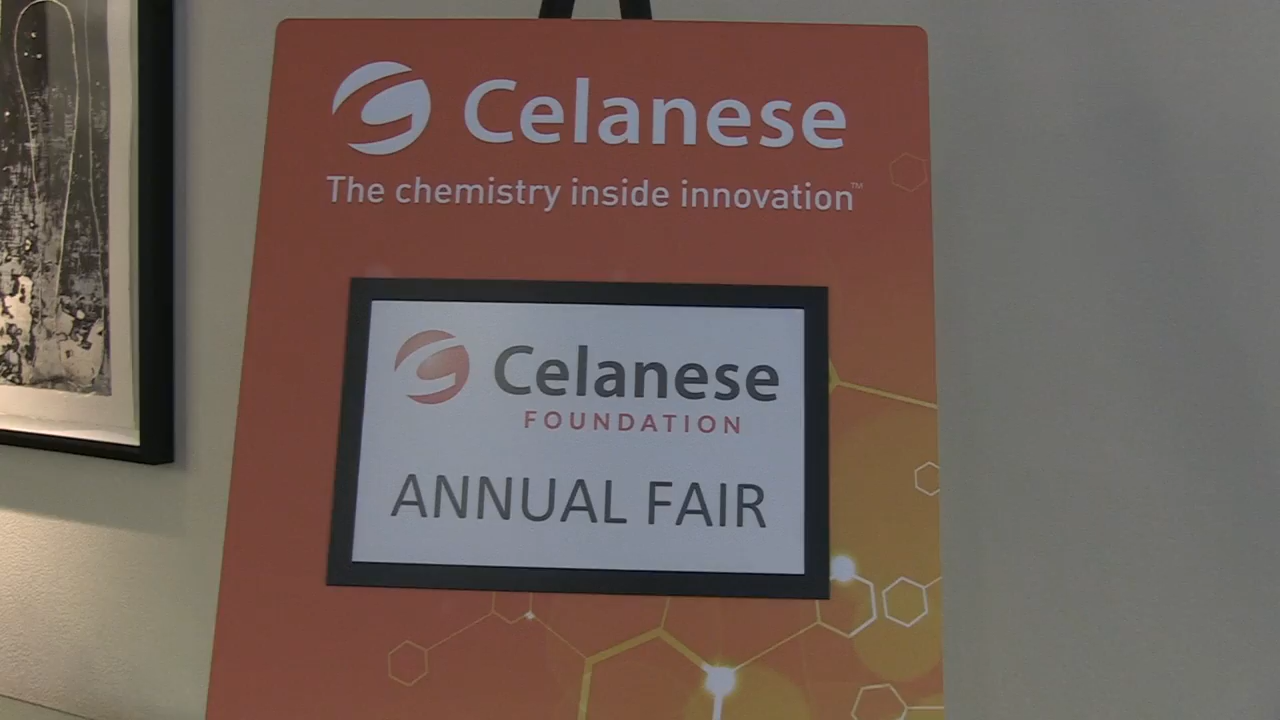 Celanese
The chemistry inside innovation™
Celanese
FOUNDATION
ANNUAL FAIR